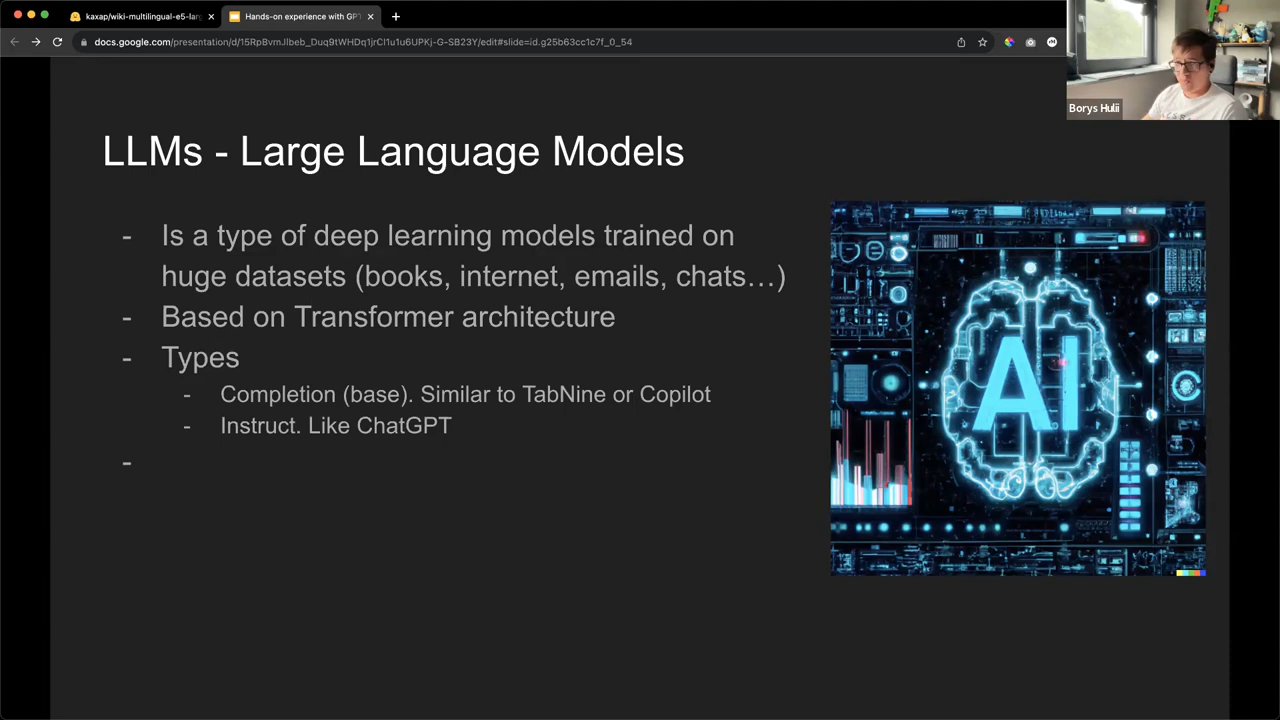 kaxap/wiki-multilingual-e5-lar
Hands-on experience with GPT
docs.google.com/presentation/d/15RpBvmJIbeb_Duq9tWHDq1jrCl1u1u6UPKj-G-SB23Y/edit#slide=id.g25b63cc1c7f_0_54
Borys Hulii
LLMs - Large Language Models
- Is a type of deep learning models trained on
huge datasets (books, internet, emails, chats…)
- Based on Transformer architecture
- Types
- Completion (base). Similar to TabNine or Copilot
- Instruct. Like ChatGPT
-
AI